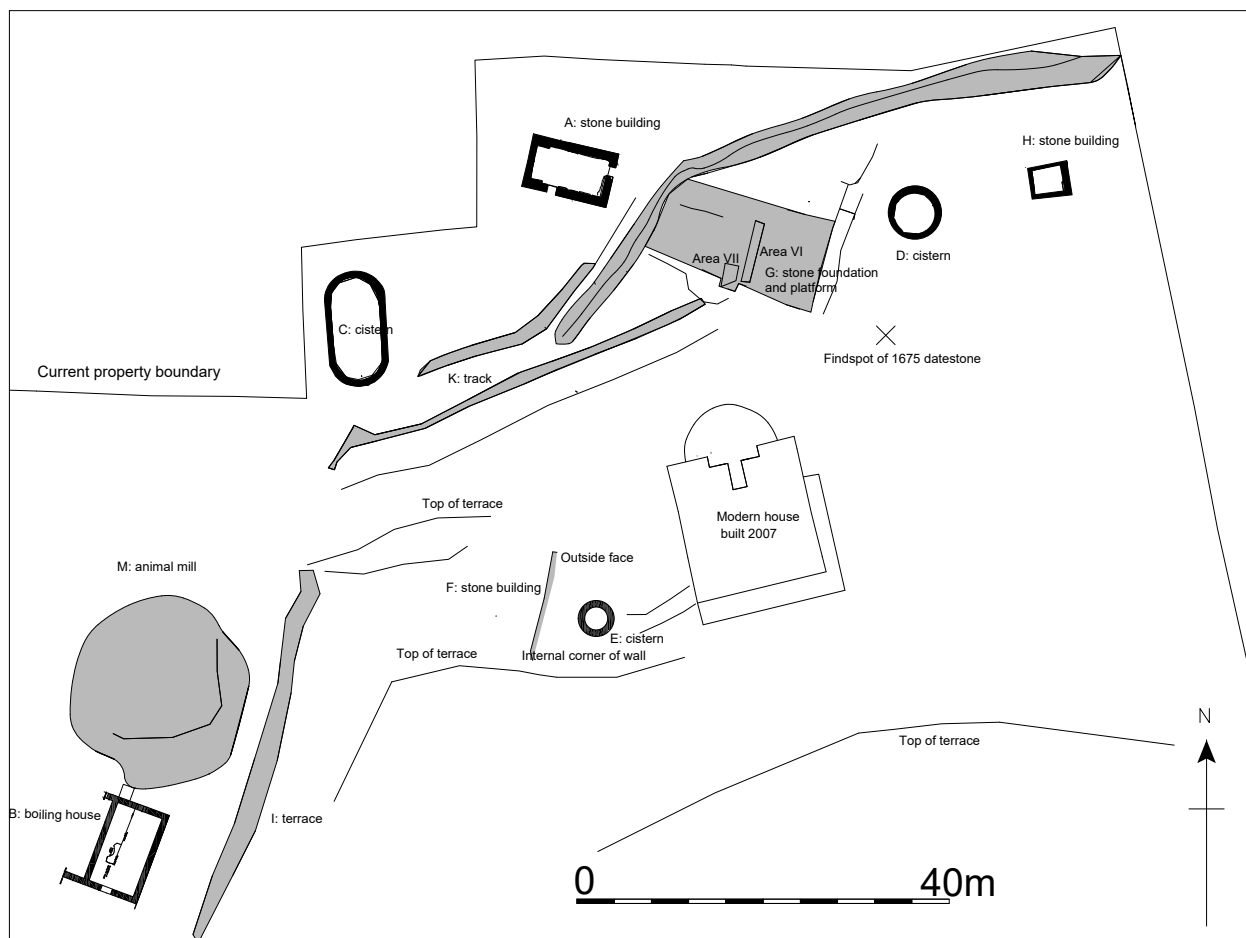 A: stone building
H: stone building
Area VII
Area VI
G: stone foundation
and platform
D: cistern
C: cistern
Findspot of 1675 datestone
Current property boundary
K: track
Top of terrace
Modern house
built 2007
Outside face
M: animal mill
F: stone building
E: cistern
Internal corner of wall
Top of terrace
N
Top of terrace
B: boiling house
I: terrace
0
40m